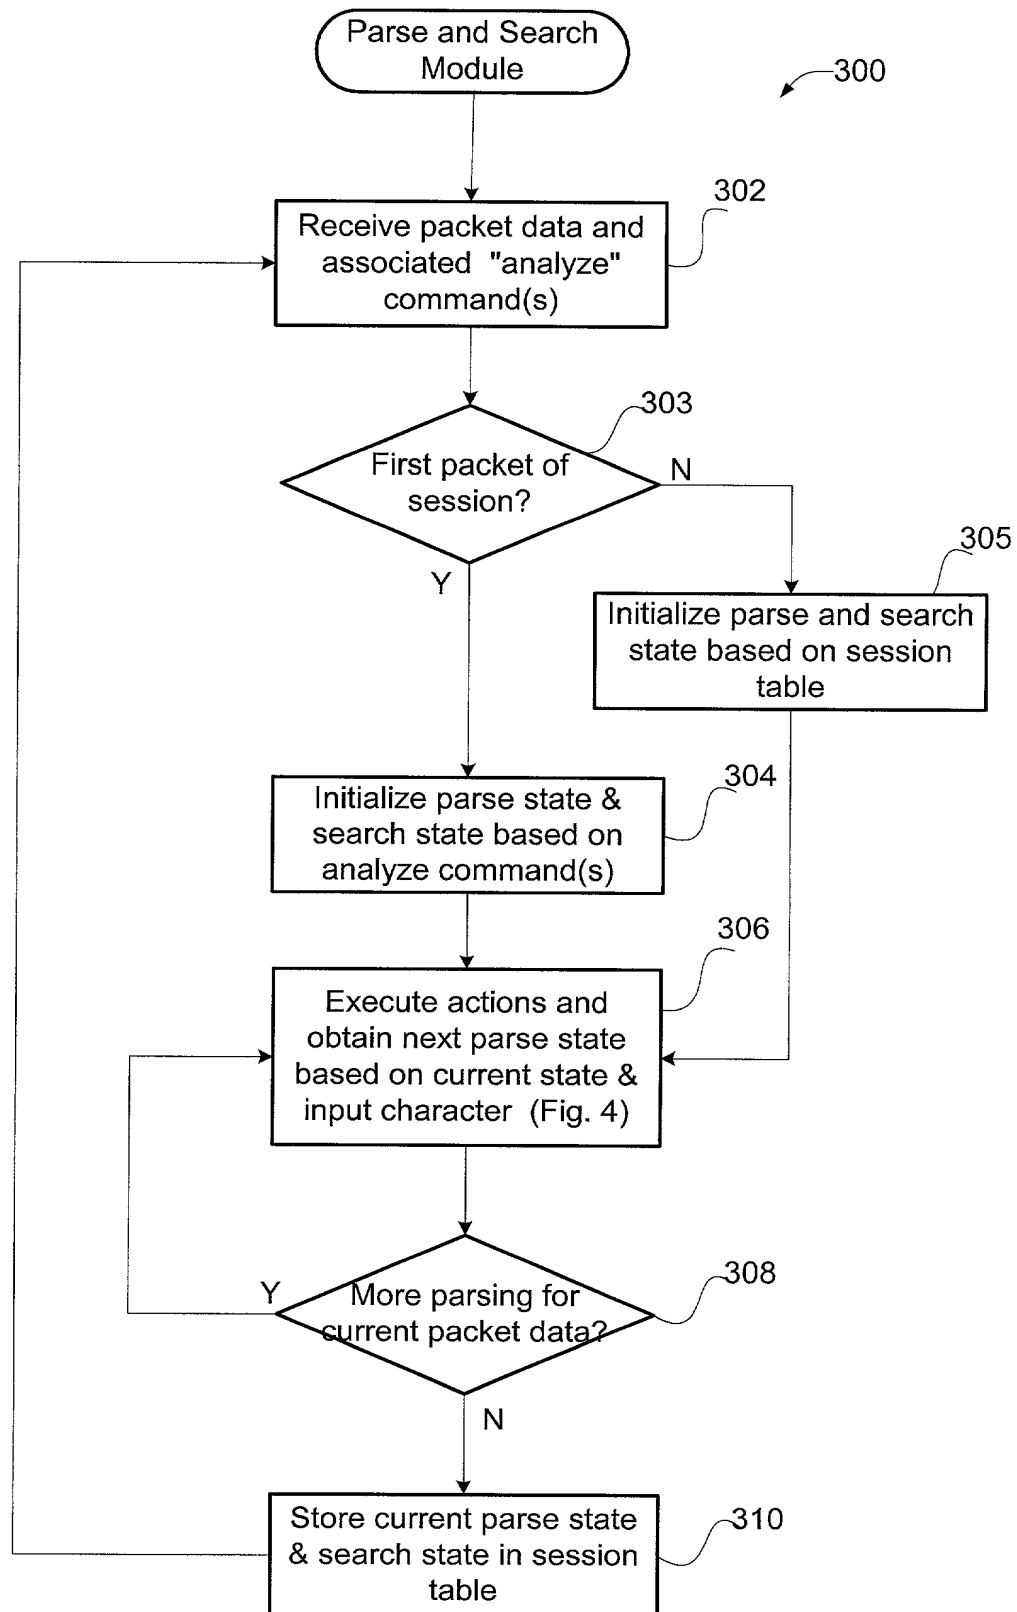 Parse and Search
Module
300
302
Receive packet data and
associated "analyze"
command(s)
303
First packet of
session?
N
Y
305
Initialize parse and search
state based on session
table
304
Initialize parse state &
search state based on
analyze command(s)
306
Execute actions and
obtain next parse state
based on current state &
input character (Fig. 4)
308
Y
More parsing for
current packet data?
N
310
Store current parse state
& search state in session
table